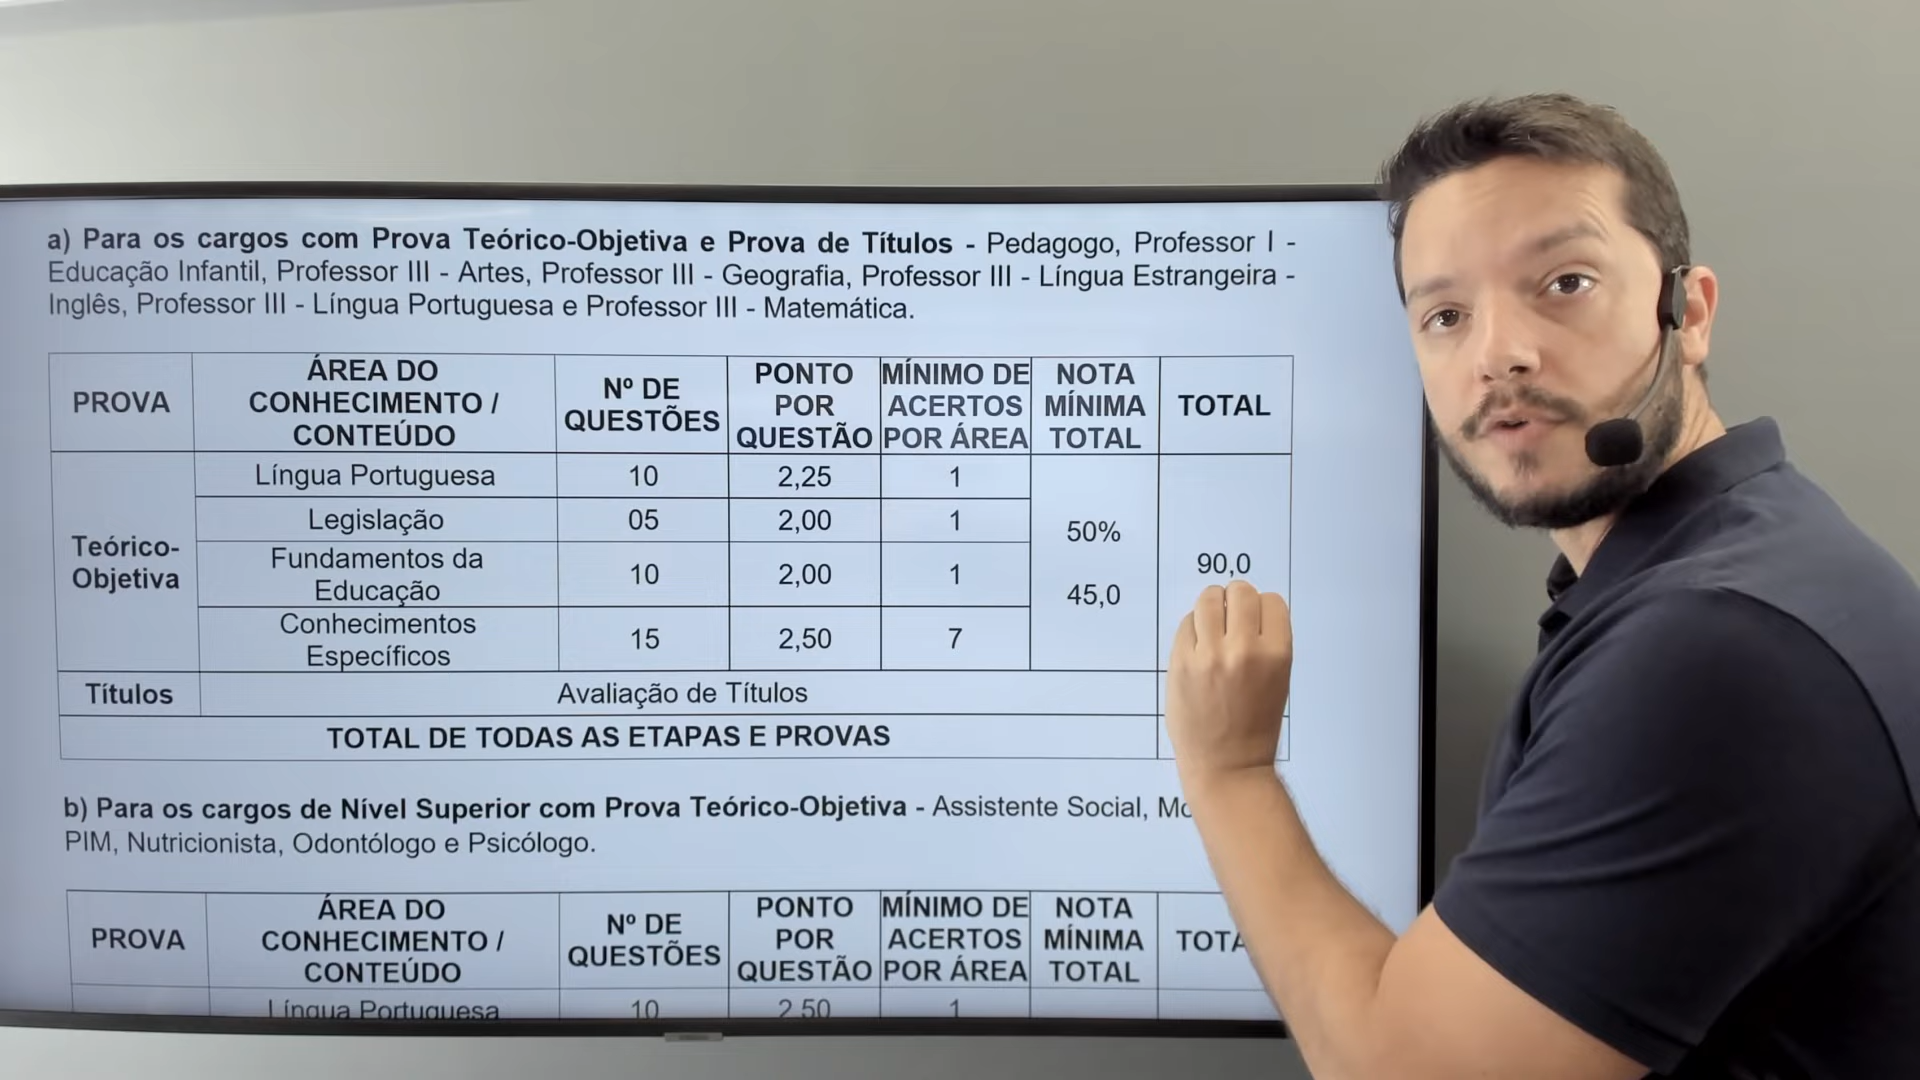 a) Para os cargos com Prova Teórico-Objetiva e Prova de Títulos - Pedagogo, Professor I -
Educação Infantil, Professor III - Artes, Professor III - Geografia, Professor III - Língua Estrangeira -
Inglês, Professor III - Língua Portuguesa e Professor III - Matemática.
PROVA
ÁREA DO
CONHECIMENTO /
CONTEÚDO
Nº DE
QUESTÕES
PONTO
POR
QUESTÃO
MÍNIMO DE
ACERTOS
POR ÁREA
NOTA
MÍNIMA
TOTAL
TOTAL
Teórico-
Objetiva
Língua Portuguesa 10 2,25 1
Legislação 05 2,00 1
Fundamentos da
Educação 10 2,00 1
Conhecimentos
Específicos 15 2,50 7
50%
45,0
90,0
Títulos Avaliação de Títulos
TOTAL DE TODAS AS ETAPAS E PROVAS
b) Para os cargos de Nível Superior com Prova Teórico-Objetiva - Assistente Social,
PIM, Nutricionista, Odontólogo e Psicólogo.
PROVA
ÁREA DO
CONHECIMENTO /
CONTEÚDO
Nº DE
QUESTÕES
PONTO
POR
QUESTÃO
MÍNIMO DE
ACERTOS
POR ÁREA
NOTA
MÍNIMA
TOTAL
Língua Portuguesa 10 2,50 1